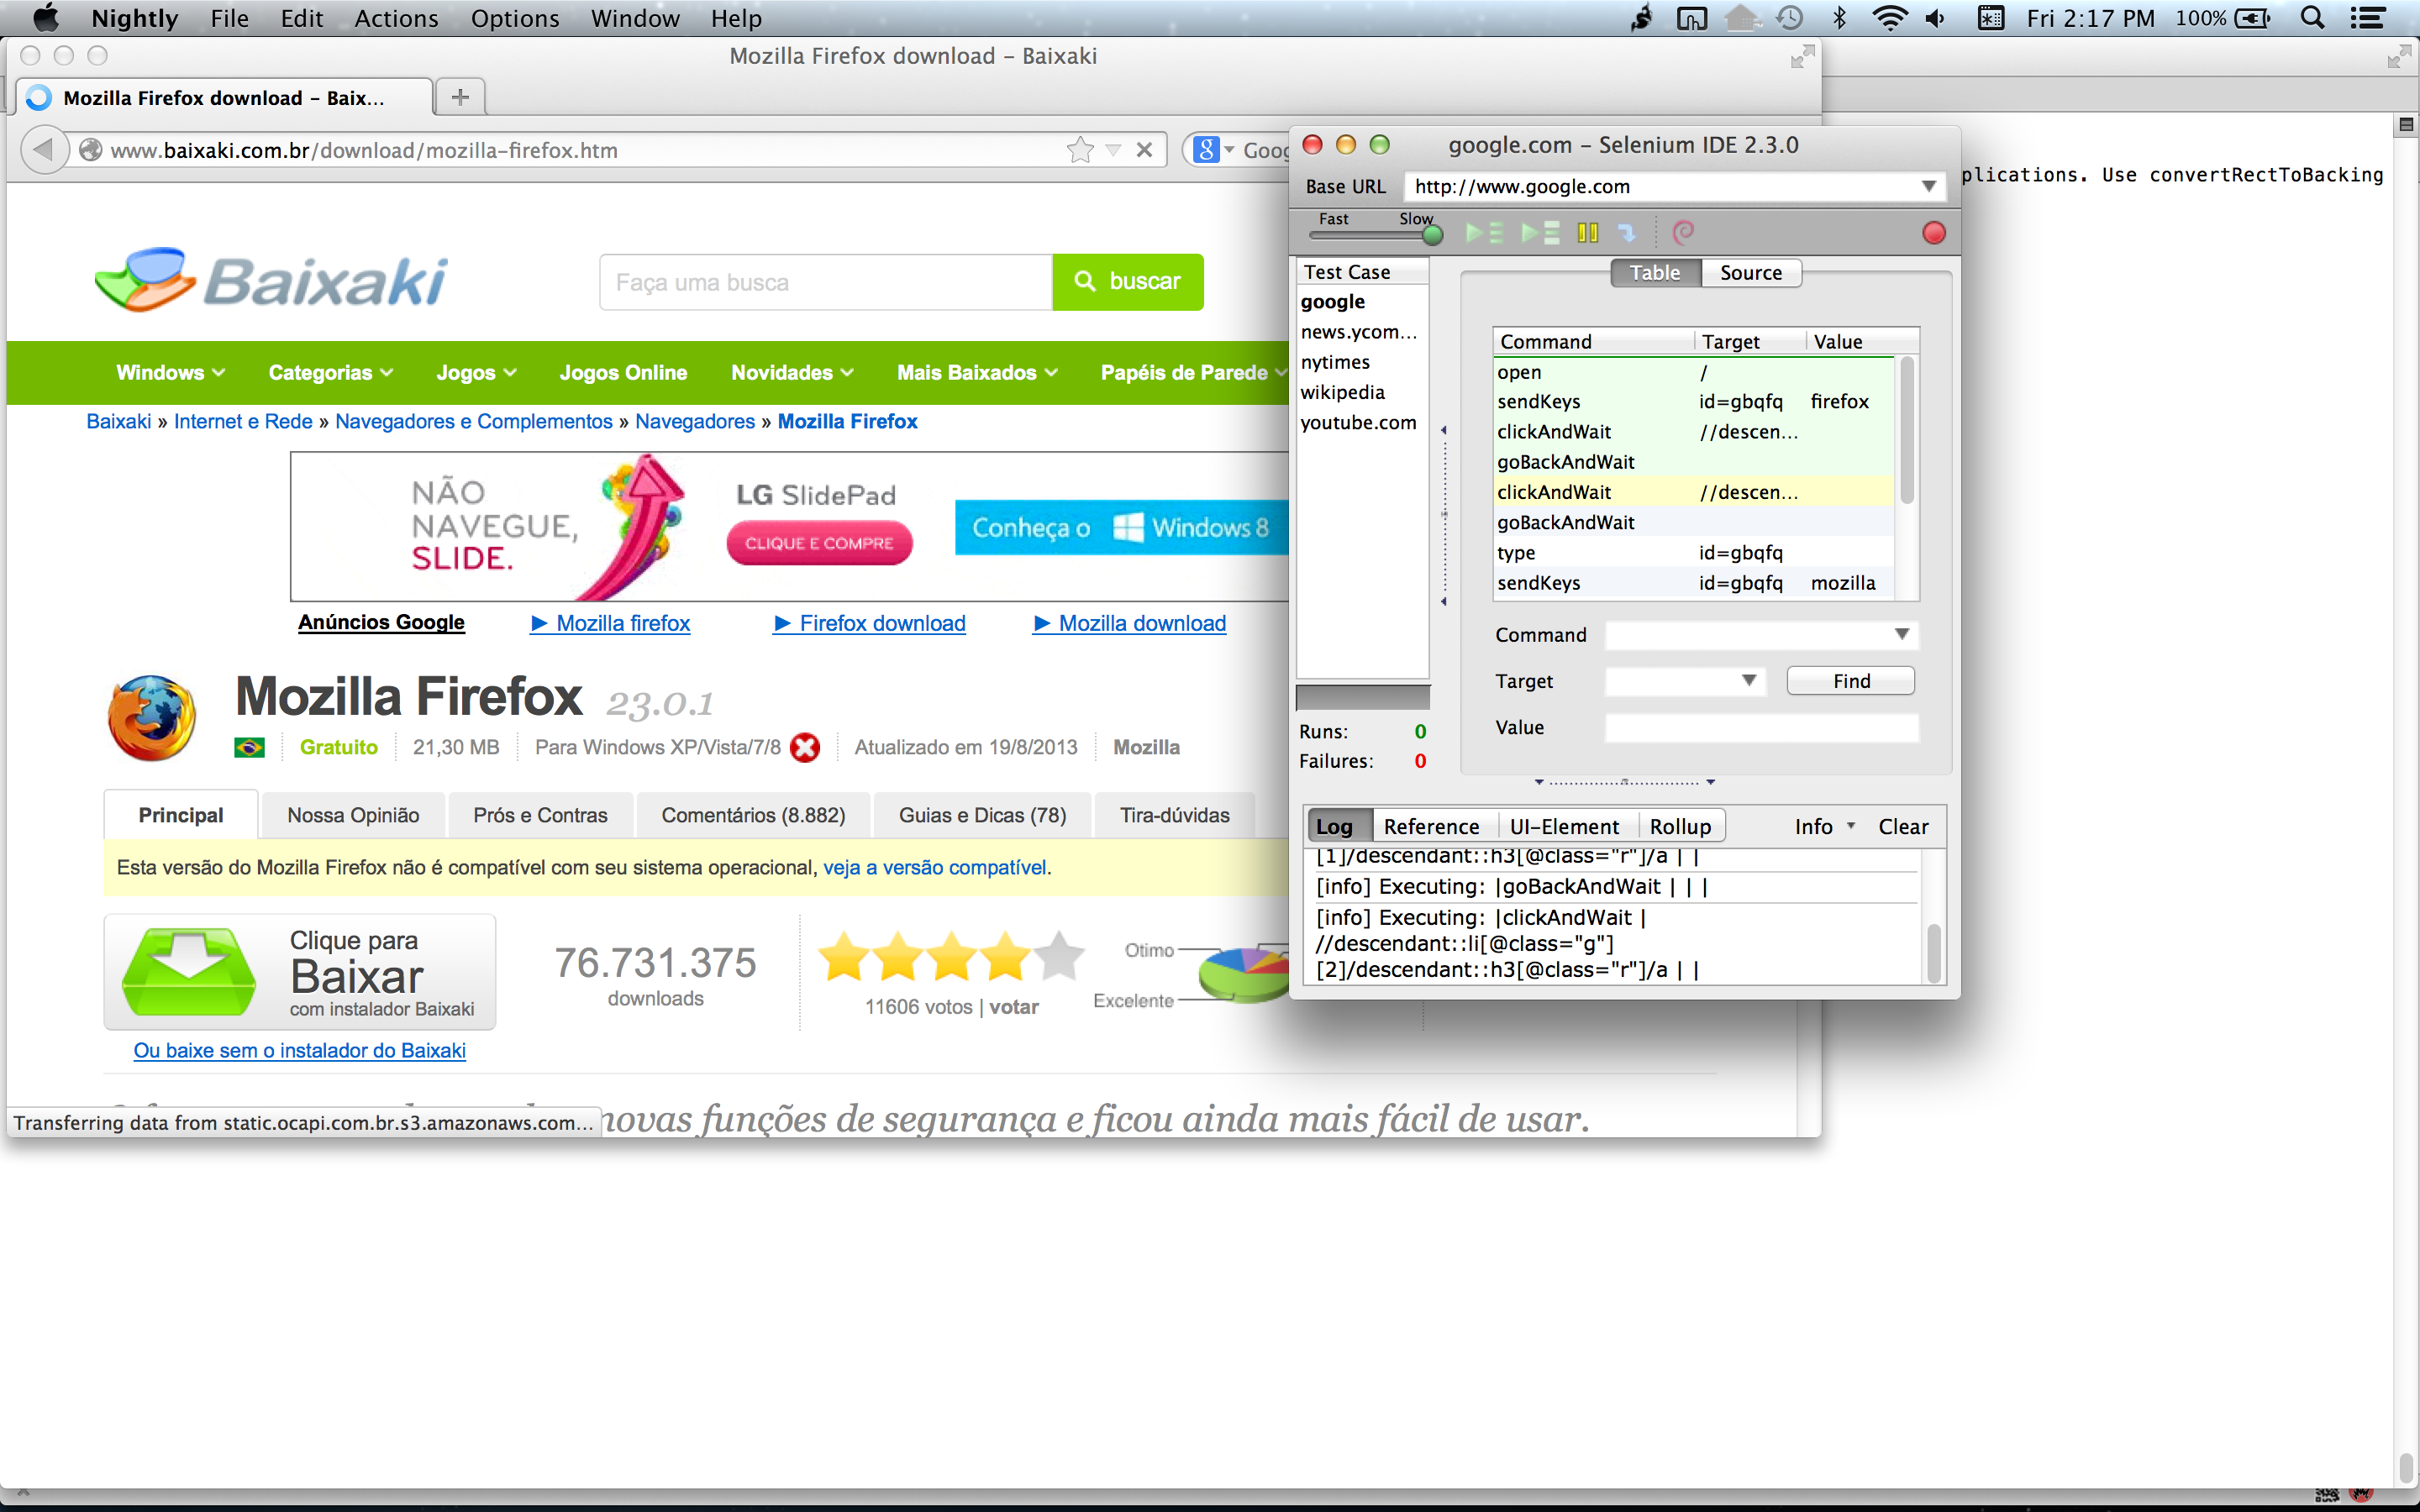 Nightly File Edit Actions Options Window Help Fri 2:17 PM 100%
Mozilla Firefox download – Baixaki
Mozilla Firefox download – Baix...
www.baixaki.com.br/download/mozilla-firefox.htm
Baixaki
Faça uma busca
buscar
Windows Categorias Jogos Jogos Online Novidades Mais Baixados Papéis de Parede
Baixaki » Internet e Rede » Navegadores e Complementos » Navegadores » Mozilla Firefox
NÃO
NAVEGUE,
SLIDE.
LG SlidePad
CLIQUE E COMPRE
Conheça o Windows 8
Anúncios Google ► Mozilla firefox ► Firefox download ► Mozilla download
Mozilla Firefox 23.0.1
Gratuito 21,30 MB Para Windows XP/Vista/7/8 Atualizado em 19/8/2013 Mozilla
Principal Nossa Opinião Prós e Contras Comentários (8.882) Guias e Dicas (78) Tira-dúvidas
Esta versão do Mozilla Firefox não é compatível com seu sistema operacional, veja a versão compatível.
Clique para
Baixar
com instalador Baixaki
Ou baixe sem o instalador do Baixaki
76.731.375
downloads
11606 votos | votar
Otimo
Excelente
novas funções de segurança e ficou ainda mais fácil de usar.
Transferring data from static.ocapi.com.br.s3.amazonaws.com...
google.com – Selenium IDE 2.3.0
Base URL http://www.google.com
Fast Slow
Test Case
google
news.ycom...
nytimes
wikipedia
youtube.com
Runs: 0
Failures: 0
Table Source
Command Target Value
open /
sendKeys id=gbqfq firefox
clickAndWait //descen...
goBackAndWait
clickAndWait //descen...
goBackAndWait
type id=gbqfq
sendKeys id=gbqfq mozilla
Command
Target Find
Value
Log Reference UI-Element Rollup Info Clear
[1]/descendant::h3[@class="r"]/a | |
[info] Executing: |goBackAndWait | | |
[info] Executing: |clickAndWait |
//descendant::li[@class="g"]
[2]/descendant::h3[@class="r"]/a | |
plications. Use convertRectToBacking